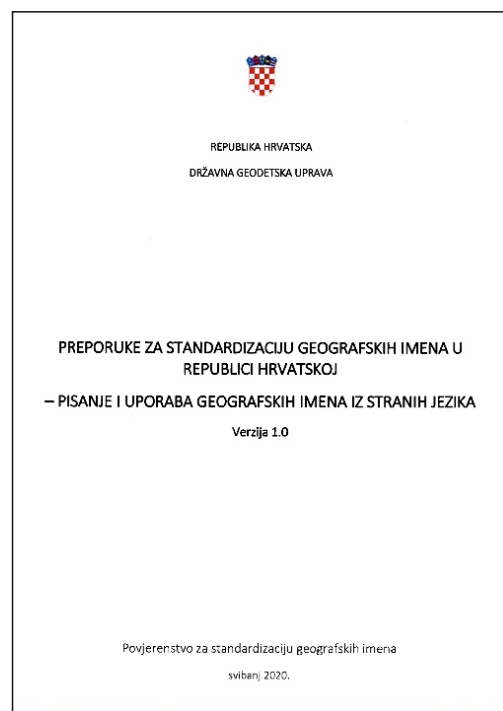 REPUBLIKA HRVATSKA
DRŽAVNA GEODETSKA UPRAVA
PREPORUKE ZA STANDARDIZACIJU GEOGRAFSKIH IMENA U
REPUBLICI HRVATSKOJ
– PISANJE I UPORABA GEOGRAFSKIH IMENA IZ STRANIH JEZIKA
Verzija 1.0
Povjerenstvo za standardizaciju geografskih imena
svibanj 2020.